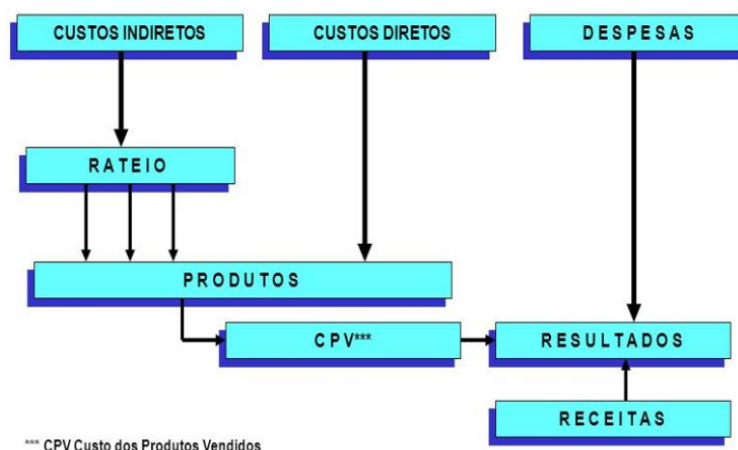 CUSTOS INDIRETOS
CUSTOS DIRETOS
DESPESAS
RATEIO
PRODUTOS
CPV***
RESULTADOS
RECEITAS
*** CPV Custo dos Produtos Vendidos